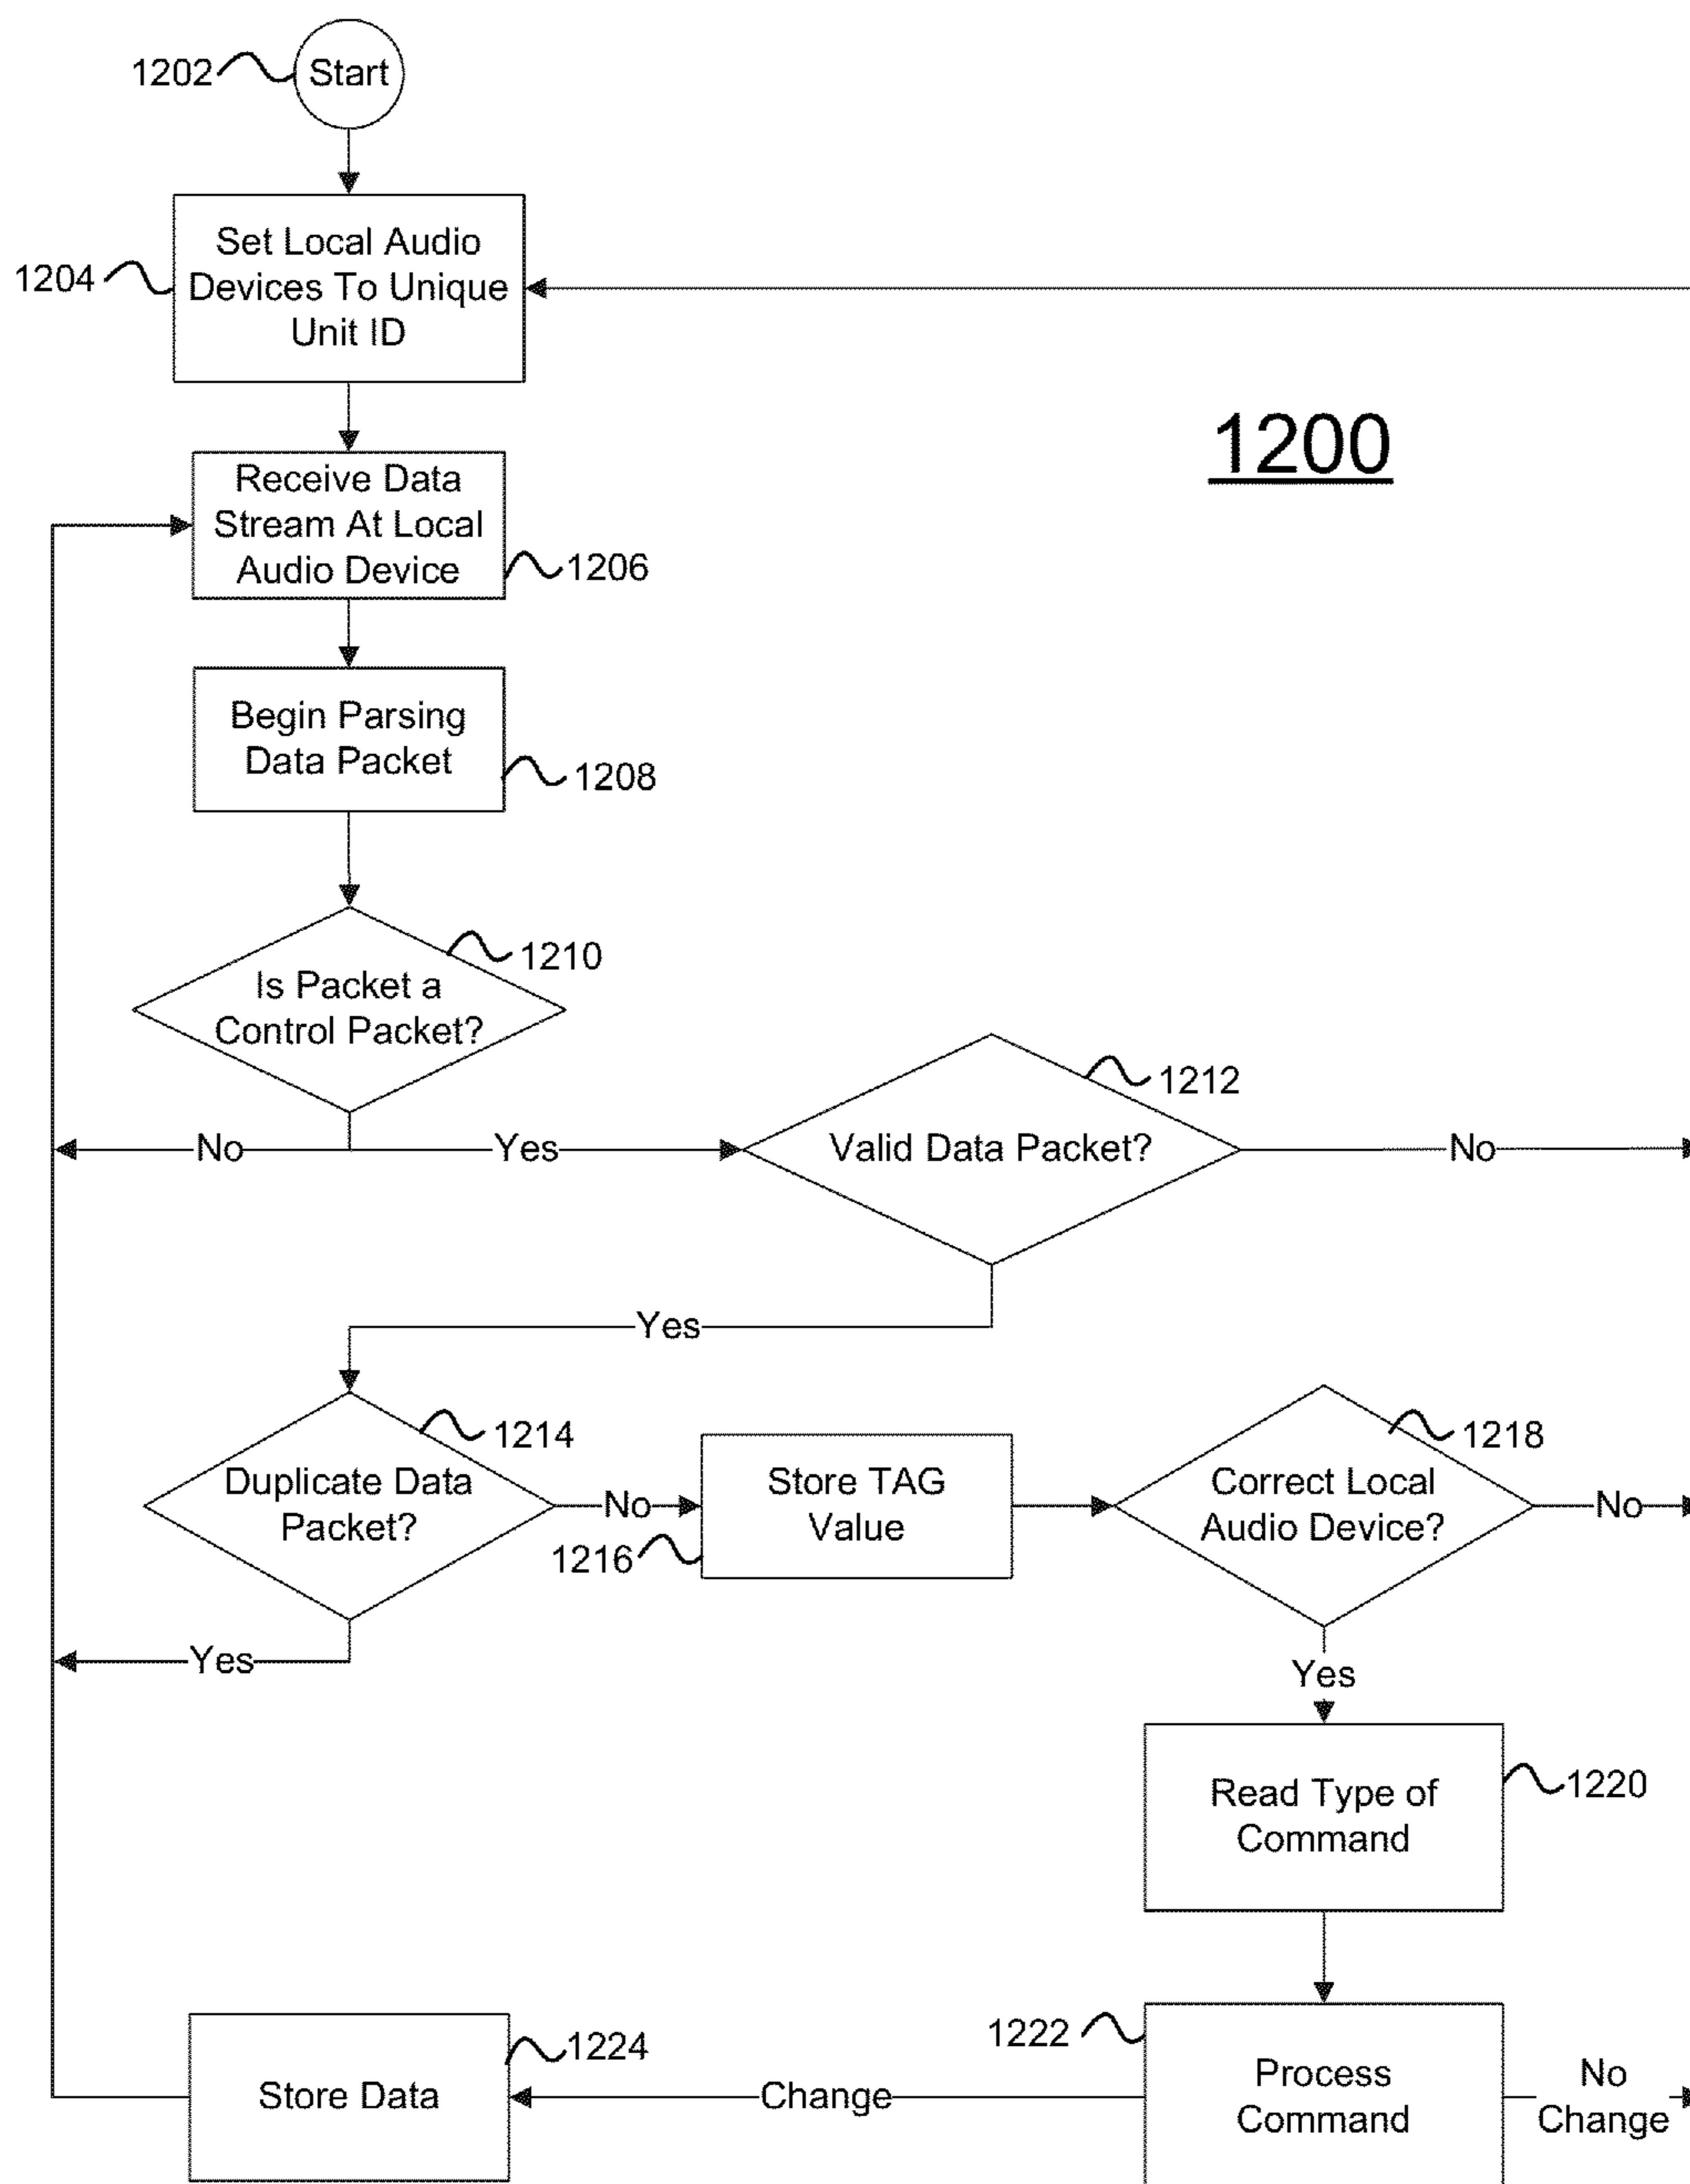 1202
Start
1204
Set Local Audio
Devices To Unique
Unit ID
1200
Receive Data
Stream At Local
Audio Device
1206
Begin Parsing
Data Packet
1208
1210
Is Packet a
Control Packet?
1212
Valid Data Packet?
No
Yes
No
Yes
1214
Duplicate Data
Packet?
No
Store TAG
Value
1216
1218
Correct Local
Audio Device?
No
Yes
Yes
Read Type of
Command
1220
1224
Store Data
Change
1222
Process
Command
No
Change